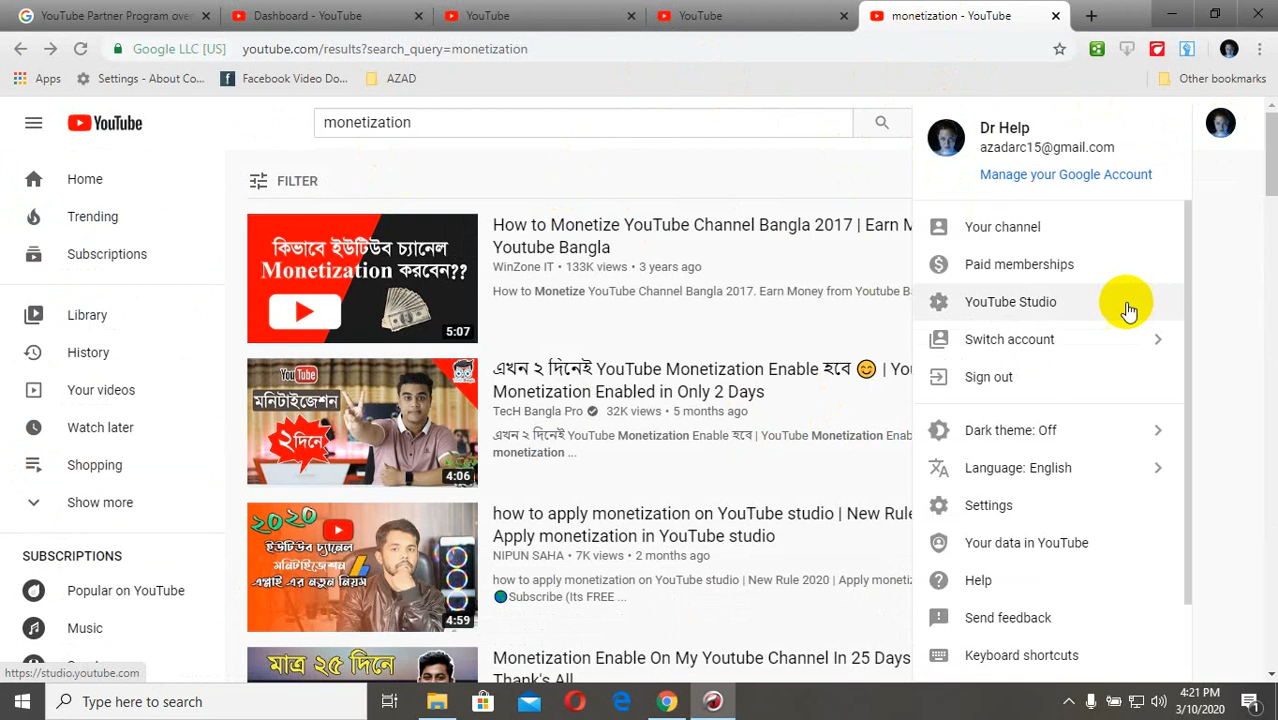 YouTube Partner Program over
Dashboard - YouTube
YouTube
YouTube
monetization - YouTube
Google LLC [US]
youtube.com/results?search_query=monetization
Apps
Settings - About Co...
Facebook Video Do...
AZAD
Other bookmarks
YouTube
monetization
Home
Trending
Subscriptions
Library
History
Your videos
Watch later
Shopping
Show more
SUBSCRIPTIONS
Popular on YouTube
Music
https://studio.youtube.com
FILTER
কিভাবে ইউটিউব চ্যানেল
Monetization করবেন??
5:07
How to Monetize YouTube Channel Bangla 2017 | Earn M
Youtube Bangla
WinZone IT • 133K views • 3 years ago
How to Monetize YouTube Channel Bangla 2017. Earn Money from Youtube B
YouTube
মনিটাইজেশন
২দিনে
4:06
এখন ২ দিনেই YouTube Monetization Enable হবে 😊 | You
Monetization Enabled in Only 2 Days
TecH Bangla Pro 32K views • 5 months ago
এখন ২ দিনেই YouTube Monetization Enable হবে | YouTube Monetization Enab
monetization ...
২০২০
ইউটিউব চ্যানেল
মনিটাইজেশন
এপ্লাই এর নতুন নিয়ম
4:59
how to apply monetization on YouTube studio | New Rule
Apply monetization in YouTube studio
NIPUN SAHA • 7K views • 2 months ago
how to apply monetization on YouTube studio | New Rule 2020 | Apply moneti
Subscribe (Its FREE ...
মাত্র ২৫ দিনে
Monetization Enable On My Youtube Channel In 25 Days
Thank's All
Dr Help
azadarc15@gmail.com
Manage your Google Account
Your channel
Paid memberships
YouTube Studio
Switch account
Sign out
Dark theme: Off
Language: English
Settings
Your data in YouTube
Help
Send feedback
Keyboard shortcuts
Type here to search
4:21 PM
3/10/2020
1